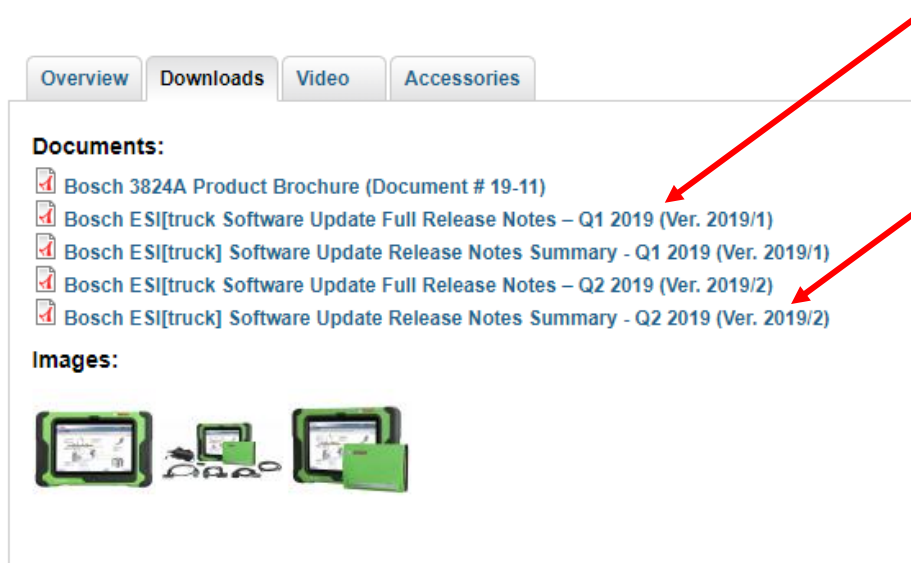 Overview Downloads Video Accessories
Documents:
Bosch 3824A Product Brochure (Document # 19-11)
Bosch ESI[truck Software Update Full Release Notes – Q1 2019 (Ver. 2019/1)
Bosch ESI[truck] Software Update Release Notes Summary - Q1 2019 (Ver. 2019/1)
Bosch ESI[truck Software Update Full Release Notes – Q2 2019 (Ver. 2019/2)
Bosch ESI[truck] Software Update Release Notes Summary - Q2 2019 (Ver. 2019/2)
Images: